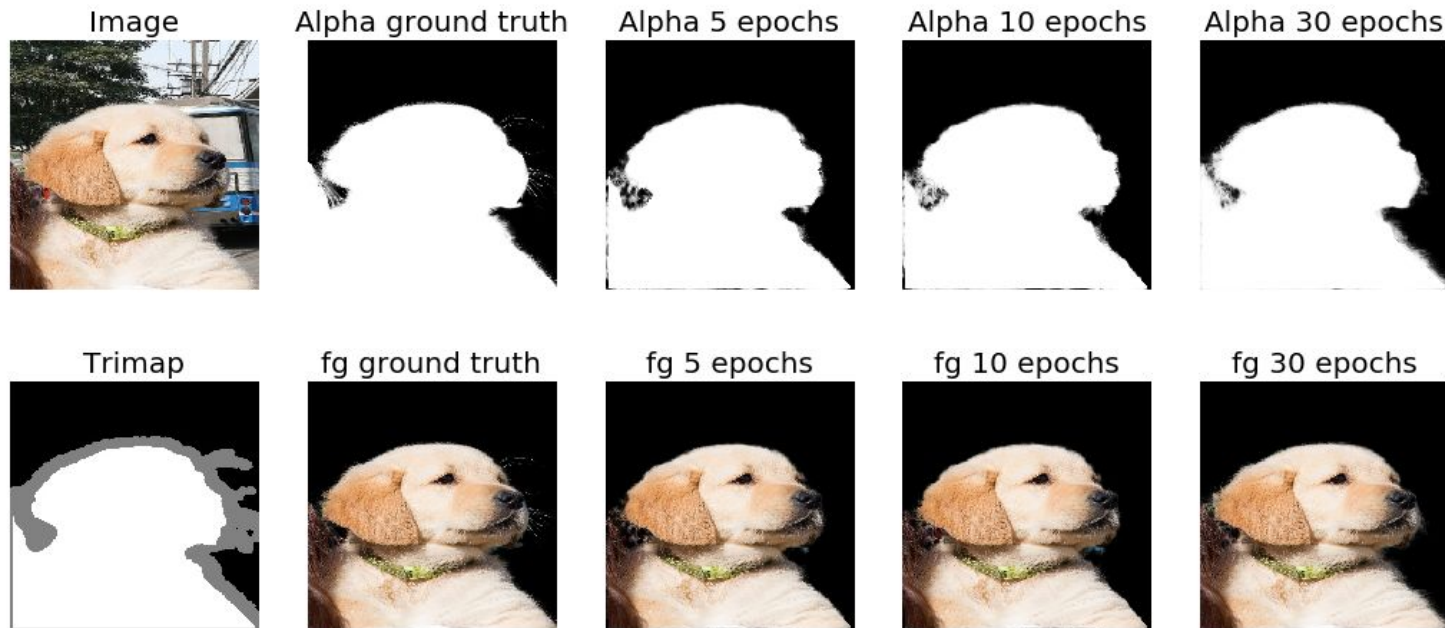 Image
Alpha ground truth
Alpha 5 epochs
Alpha 10 epochs
Alpha 30 epochs
Trimap
fg ground truth
fg 5 epochs
fg 10 epochs
fg 30 epochs